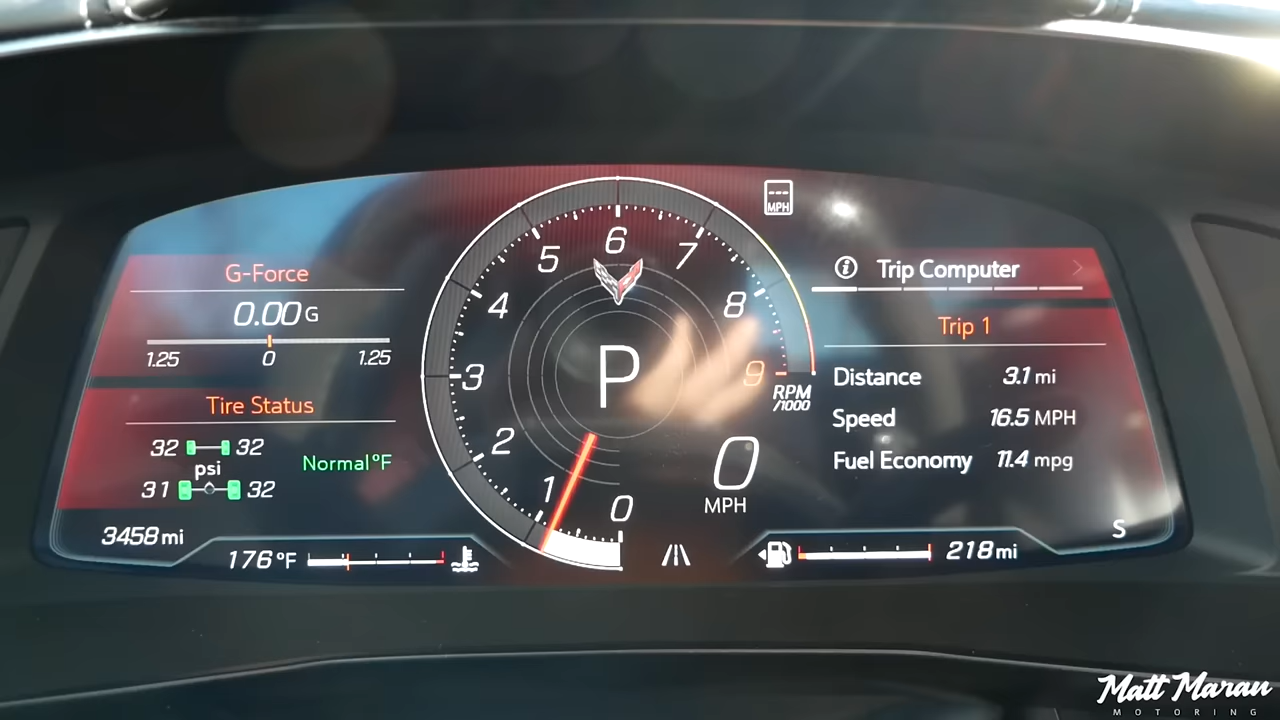 ---
MPH
G-Force
0.00 G
1.25 0 1.25
Tire Status
32 32
psi
Normal °F
31 32
3458 mi
176 °F
0
1
2
3
4
5
6
7
8
9
RPM
/1000
P
0
MPH
Trip Computer
Trip 1
Distance 3.1 mi
Speed 16.5 MPH
Fuel Economy 11.4 mpg
S
218 mi
Matt Maran
MOTORING